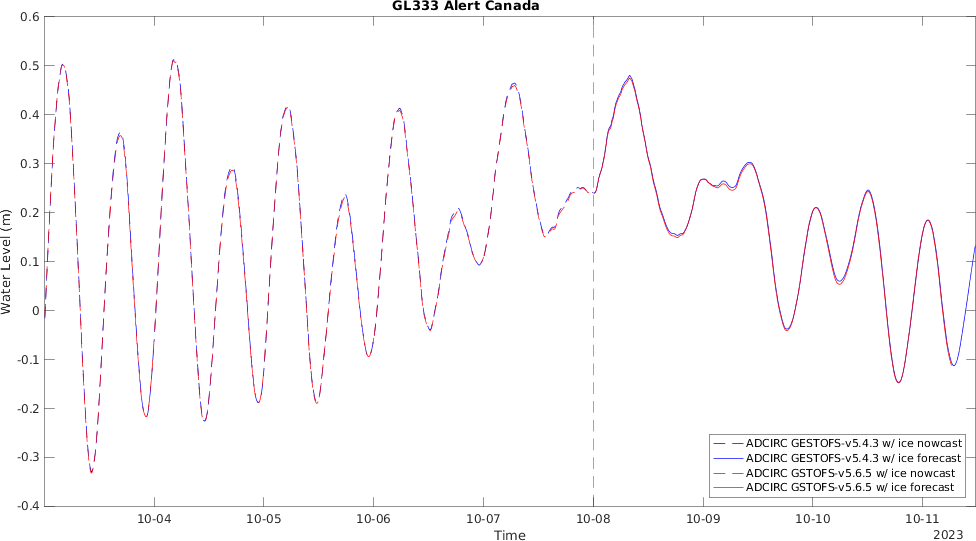 GL333 Alert Canada
0.6
0.5
0.4
0.3
0.2
0.1
0
-0.1
-0.2
-0.3
-0.4
Water Level (m)
ADCIRC GESTOFS-v5.4.3 w/ ice nowcast
ADCIRC GESTOFS-v5.4.3 w/ ice forecast
ADCIRC GSTOFS-v5.6.5 w/ ice nowcast
ADCIRC GSTOFS-v5.6.5 w/ ice forecast
10-04 10-05 10-06 10-07 10-08 10-09 10-10 10-11
2023
Time